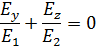 E_y/E_1 + E_z/E_2 = 0